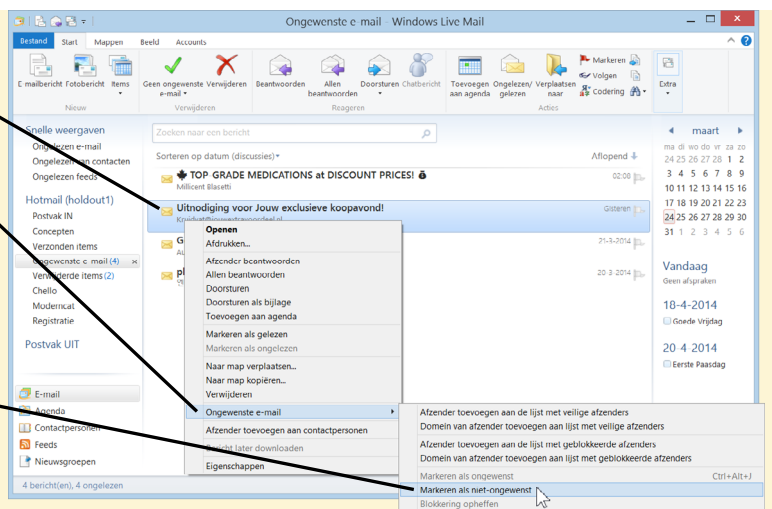 Ongewenste e-mail - Windows Live Mail
Bestand Start Mappen Beeld Accounts
E-mailbericht Fotobericht Items
Geen ongewenste e-mail Verwijderen
Beantwoorden Allen beantwoorden Doorsturen Chatbericht
Toevoegen aan agenda Ongelezen/gelezen Verplaatsen naar
Markeren
Volgen
Codering
Extra
Nieuw Verwijderen Reageren Acties
Snelle weergaven
Ongelezen e-mail
Ongelezen van contacten
Ongelezen feeds
Hotmail (holdout1)
Postvak IN
Concepten
Verzonden items
Ongewenste e-mail (4)
Verwijderde items (2)
Chello
Moderncat
Registratie
Postvak UIT
E-mail
Agenda
Contactpersonen
Feeds
Nieuwsgroepen
4 bericht(en), 4 ongelezen
Zoeken naar een bericht
Sorteren op datum (discussies) Aflopend
TOP-GRADE MEDICATIONS at DISCOUNT PRICES! 02:08
Millicent Blasetti
Uitnodiging voor Jouw exclusieve koopavond! Gisteren
21-3-2014
20-3-2014
Openen
Afdrukken...
Afzender beantwoorden
Allen beantwoorden
Doorsturen
Doorsturen als bijlage
Toevoegen aan agenda
Markeren als gelezen
Markeren als ongelezen
Naar map verplaatsen...
Naar map kopiëren...
Verwijderen
Ongewenste e-mail
Afzender toevoegen aan contactpersonen
Bericht later downloaden
Eigenschappen
Afzender toevoegen aan de lijst met veilige afzenders
Domein van afzender toevoegen aan lijst met veilige afzenders
Afzender toevoegen aan de lijst met geblokkeerde afzenders
Domein van afzender toevoegen aan lijst met geblokkeerde afzenders
Markeren als ongewenst Ctrl+Alt+J
Markeren als niet-ongewenst
Blokkering opheffen
maart
ma di wo do vr za zo
24 25 26 27 28 1 2
3 4 5 6 7 8 9
10 11 12 13 14 15 16
17 18 19 20 21 22 23
24 25 26 27 28 29 30
31 1 2 3 4 5 6
Vandaag
Geen afspraken
18-4-2014
Goede Vrijdag
20-4-2014
Eerste Paasdag